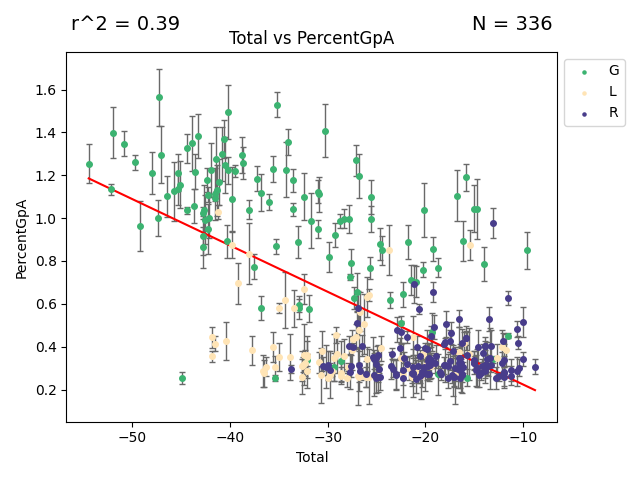 r^2 = 0.39 N = 336
Total vs PercentGpA
G
L
R
1.6
1.4
1.2
1.0
0.8
0.6
0.4
0.2
PercentGpA
−50 −40 −30 −20 −10
Total